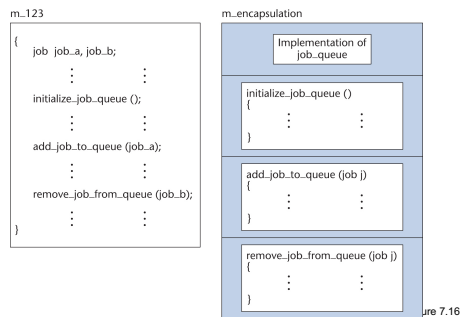 m_123
{
job job_a, job_b;
initialize_job_queue ();
add_job_to_queue (job_a);
remove_job_from_queue (job_b);
}
m_encapsulation
Implementation of
job_queue
initialize_job_queue ()
{
}
add_job_to_queue (job j)
{
}
remove_job_from_queue (job j)
{
}
7.16